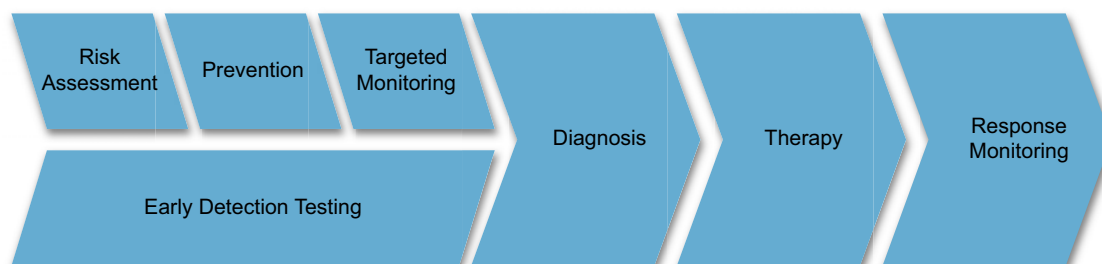 Risk
Assessment
Prevention
Targeted
Monitoring
Early Detection Testing
Diagnosis
Therapy
Response
Monitoring